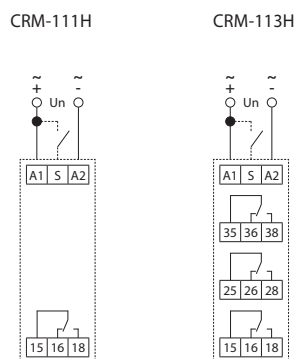 CRM-111H CRM-113H
~ ~ ~ ~
+ - + -
Un Un
A1 S A2 A1 S A2
35 36 38
25 26 28
15 16 18 15 16 18